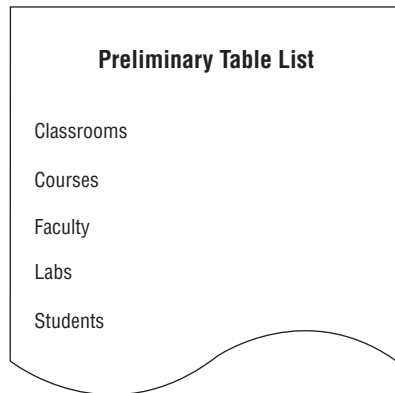 Preliminary Table List
Classrooms
Courses
Faculty
Labs
Students